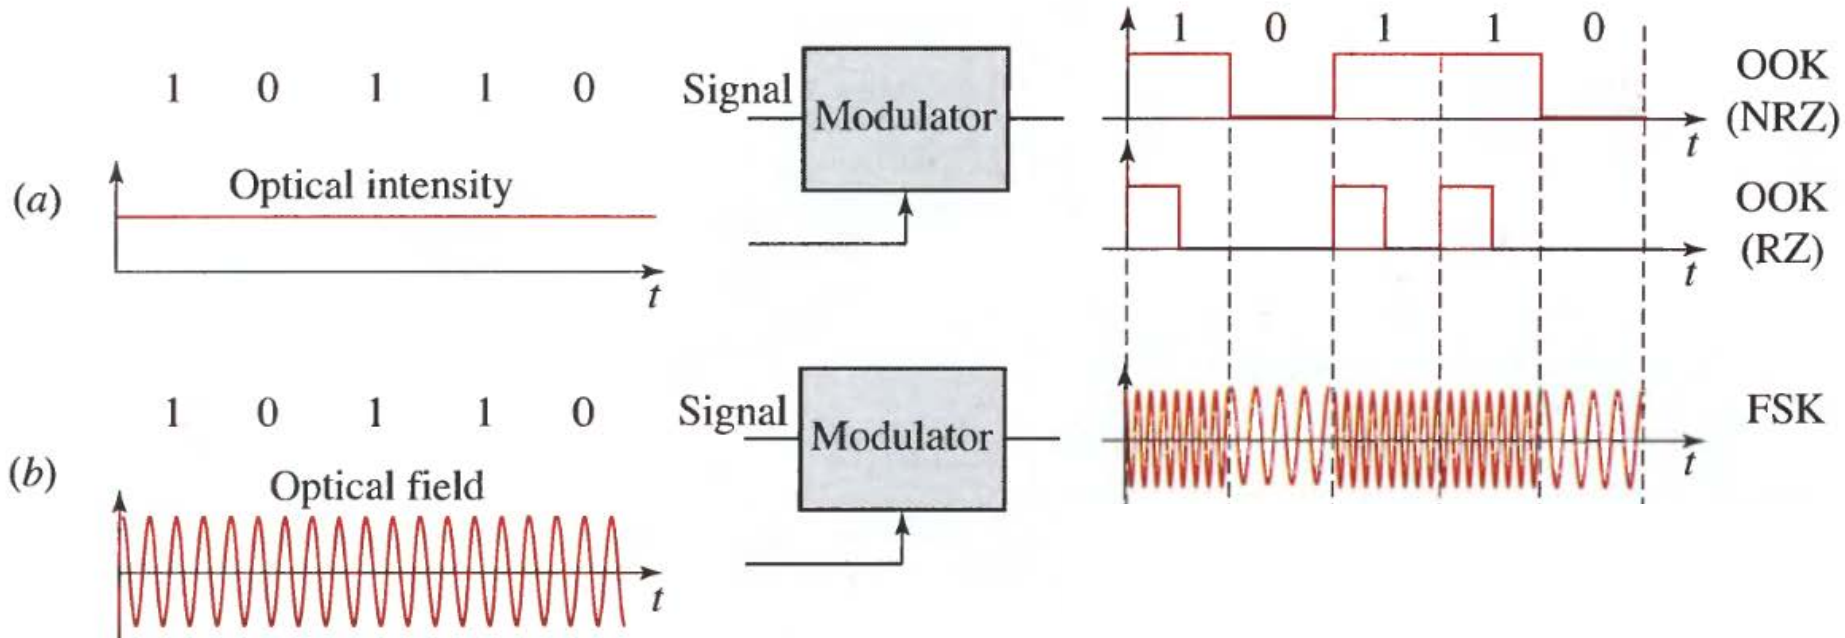 1 0 1 1 0
OOK
(NRZ)
t
1 0 1 1 0
Signal
Modulator
(a)
Optical intensity
t
OOK
(RZ)
t
1 0 1 1 0
Signal
Modulator
FSK
t
(b)
Optical field
t